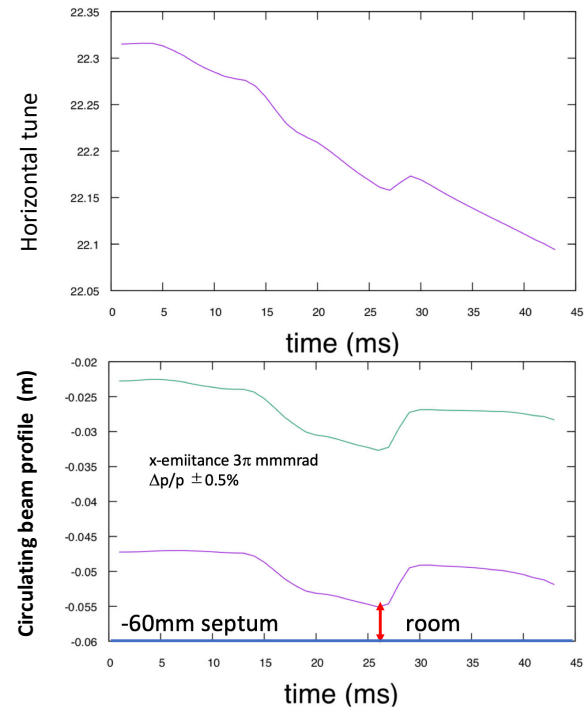 22.35
22.3
22.25
22.2
22.15
22.1
22.05
Horizontal tune
0 5 10 15 20 25 30 35 40 45
time (ms)
-0.02
-0.025
-0.03
-0.035
-0.04
-0.045
-0.05
-0.055
-0.06
Circulating beam profile (m)
x-emiitance 3π mmmrad
Δp/p ±0.5%
-60mm septum room
0 5 10 15 20 25 30 35 40 45
time (ms)